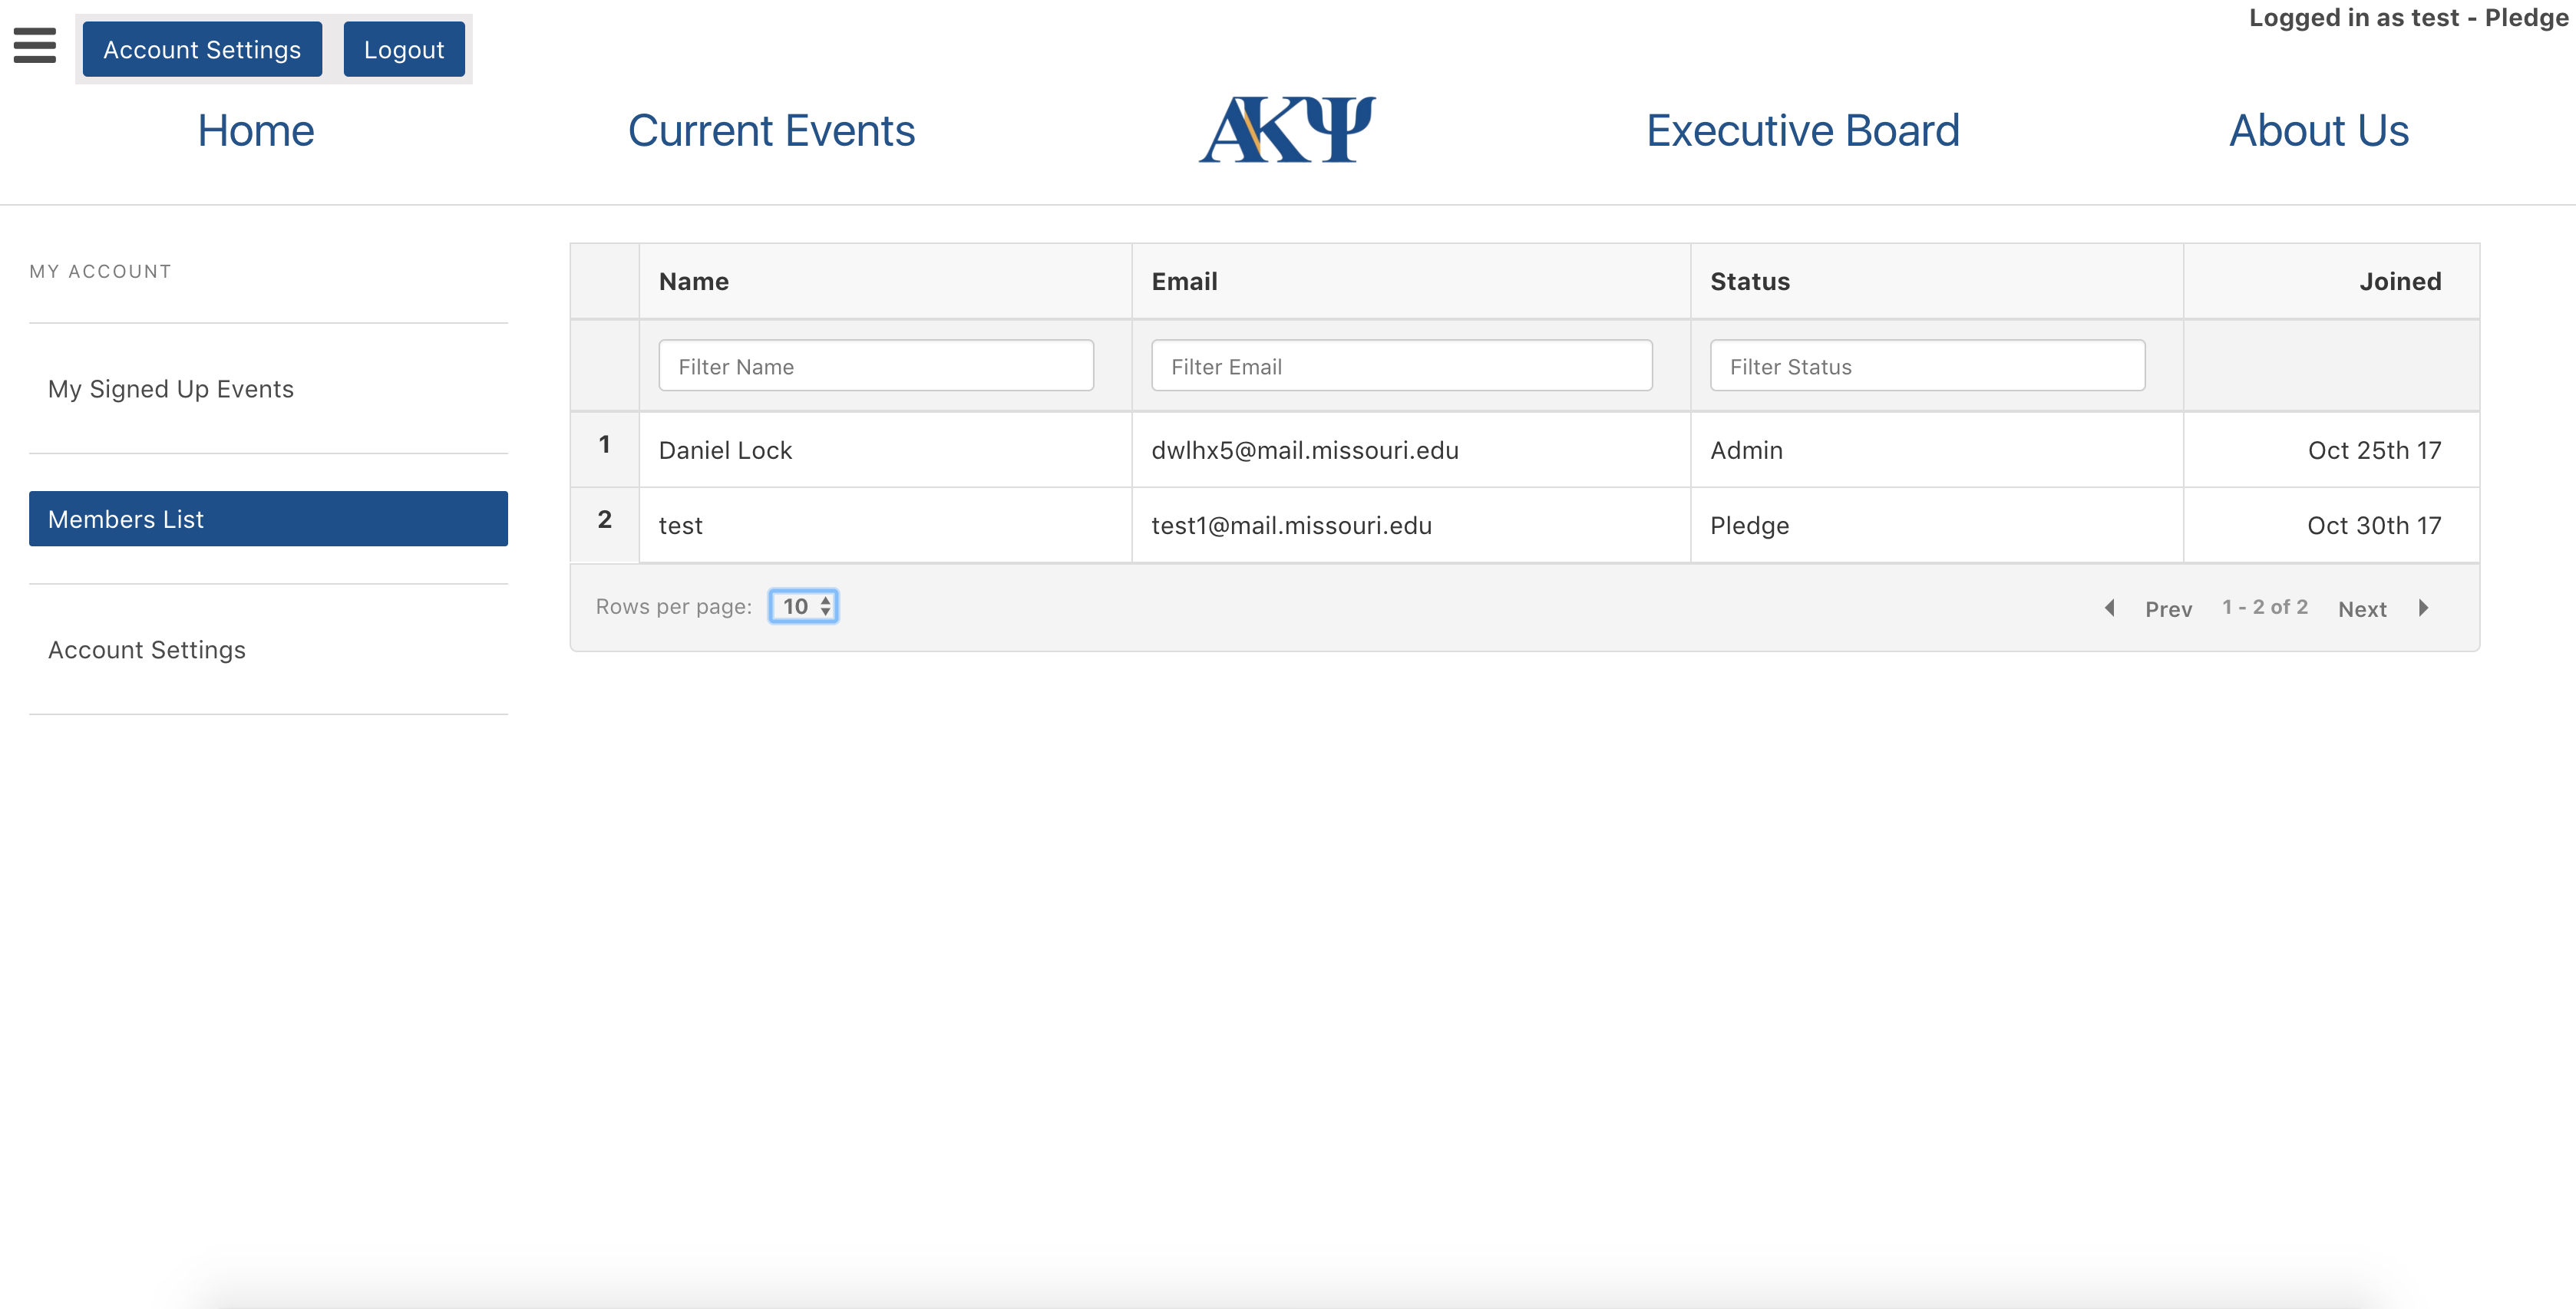 Logged in as test - Pledge
Account Settings Logout
Home Current Events ΑΚΨ Executive Board About Us
MY ACCOUNT
My Signed Up Events
Members List
Account Settings
Name Email Status Joined
Filter Name Filter Email Filter Status
1 Daniel Lock dwlhx5@mail.missouri.edu Admin Oct 25th 17
2 test test1@mail.missouri.edu Pledge Oct 30th 17
Rows per page: 10 Prev 1 - 2 of 2 Next